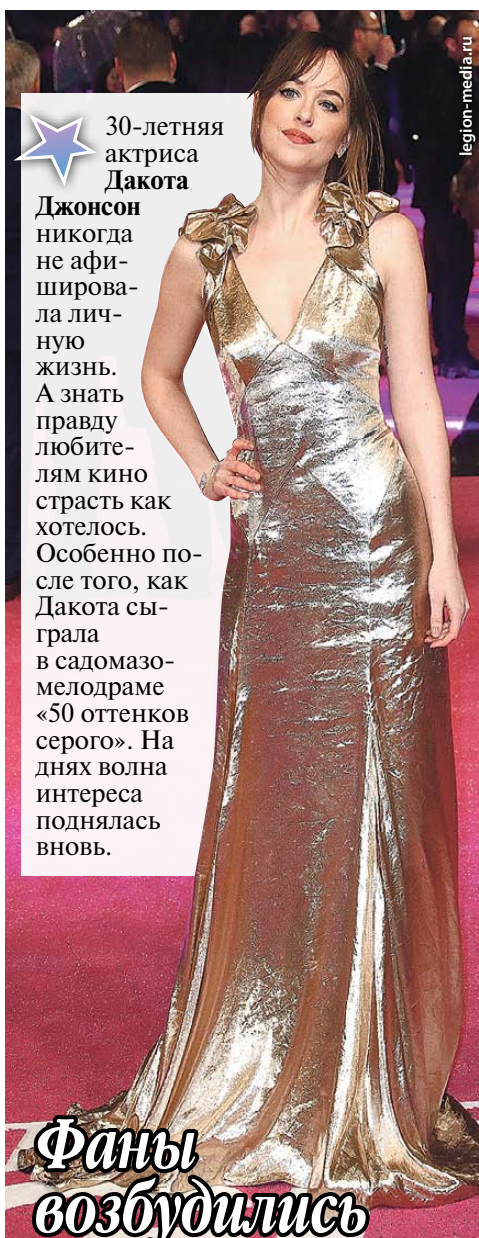 legion-media.ru
30-летняя
актриса
Дакота
Джонсон
никогда
не афи-
широва-
ла лич-
ную
жизнь.
А знать
правду
любите-
лям кино
страсть как
хотелось.
Особенно по-
сле того, как
Дакота сы-
грала
в садомазо-
мелодраме
«50 оттенков
серого». На
днях волна
интереса
поднялась
вновь.
Фаны
возбудились